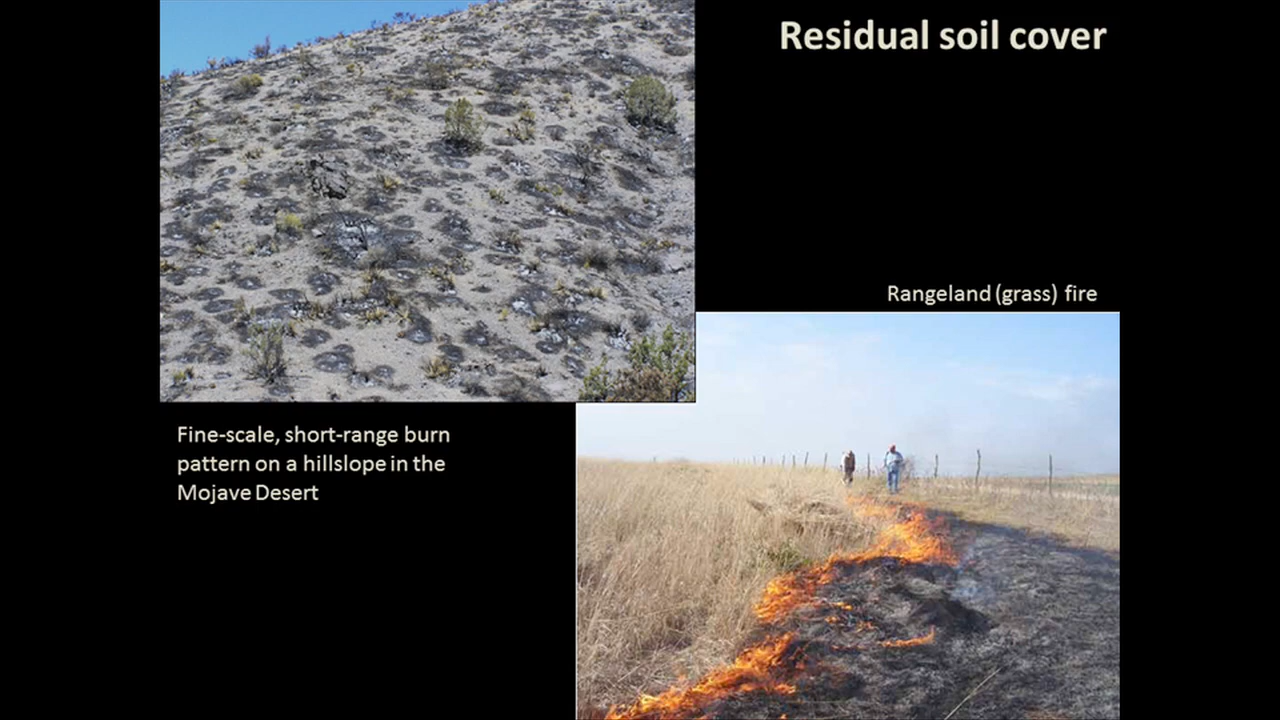 Residual soil cover
Rangeland (grass) fire
Fine-scale, short-range burn
pattern on a hillslope in the
Mojave Desert